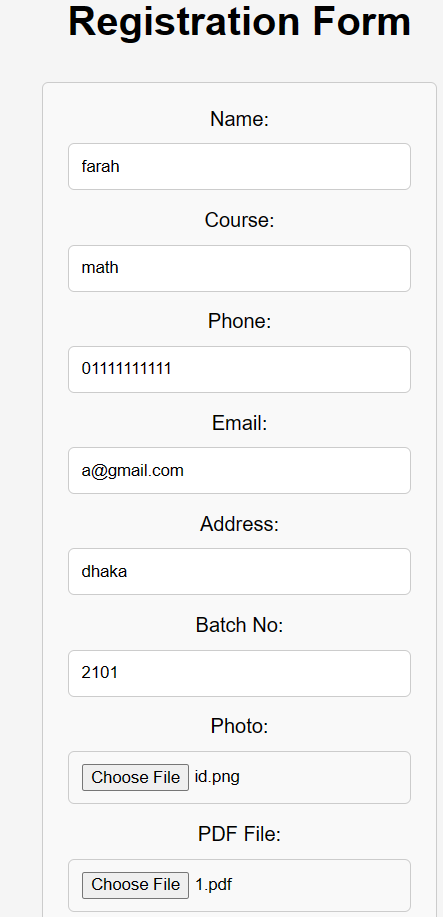 Registration Form
Name:
farah
Course:
math
Phone:
01111111111
Email:
a@gmail.com
Address:
dhaka
Batch No:
2101
Photo:
Choose File id.png
PDF File:
Choose File 1.pdf